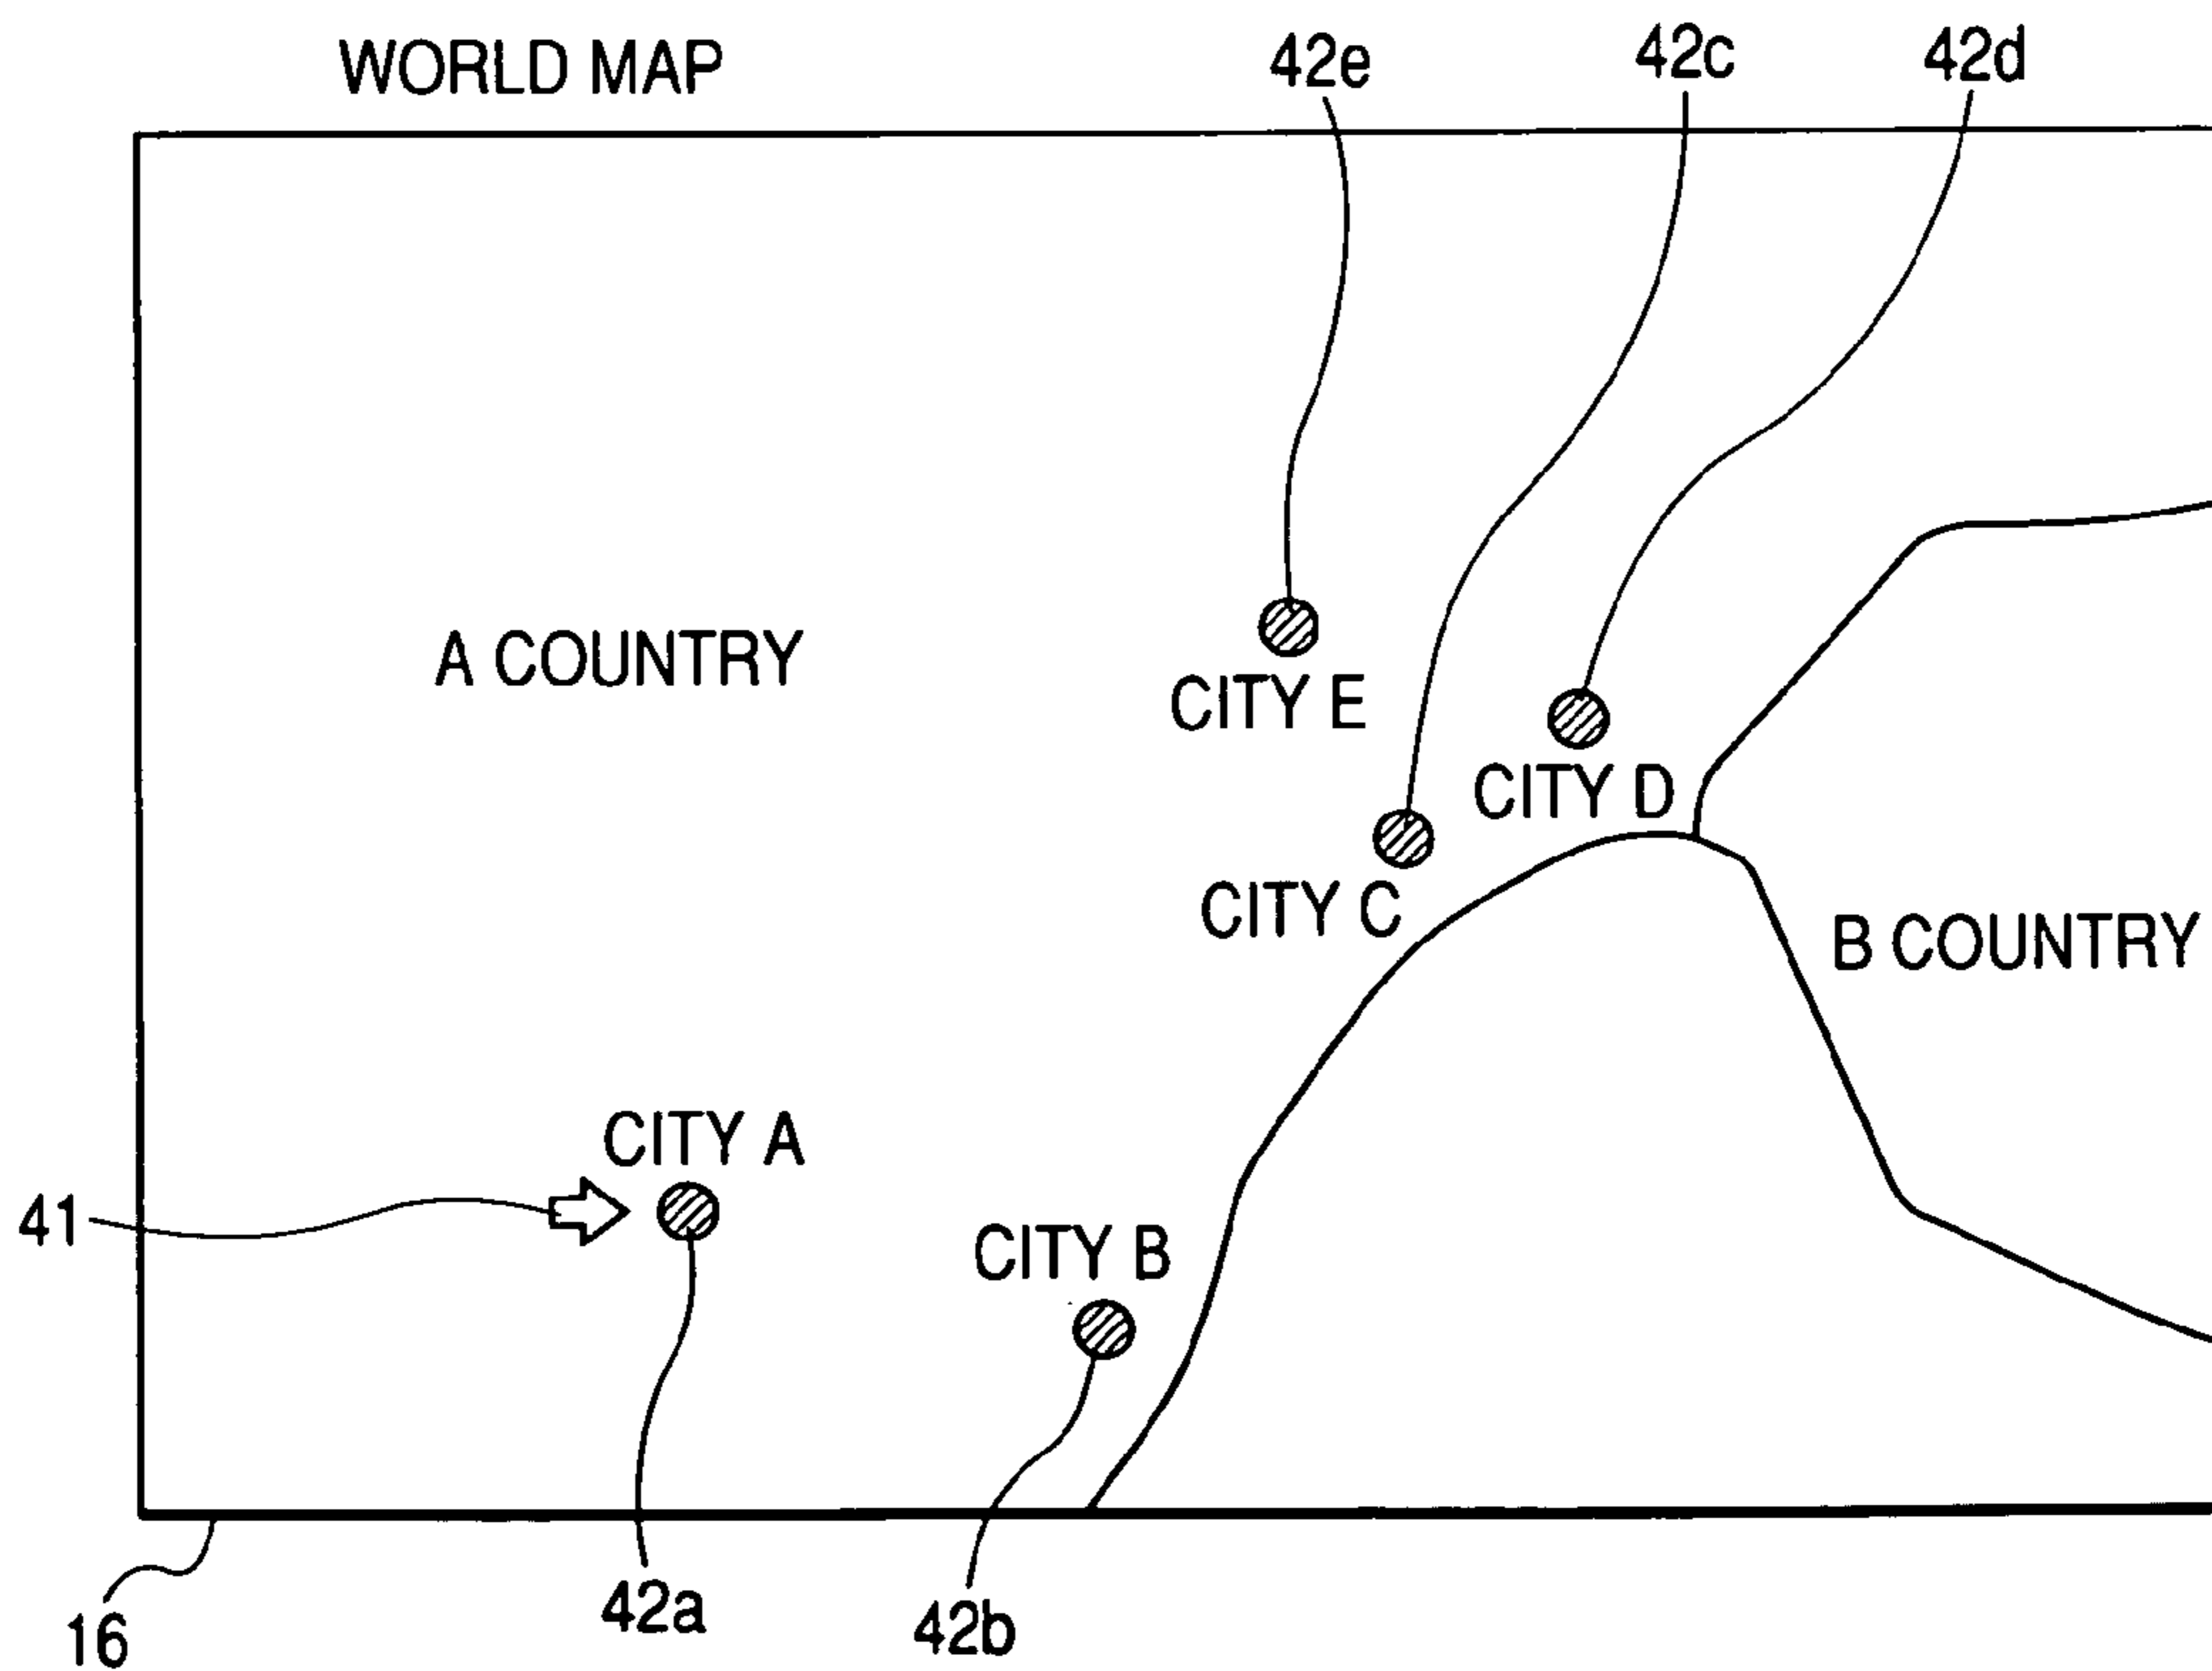 WORLD MAP
42e
42c
42d
A COUNTRY
CITY E
CITY D
CITY C
B COUNTRY
CITY A
41
CITY B
16
42a
42b